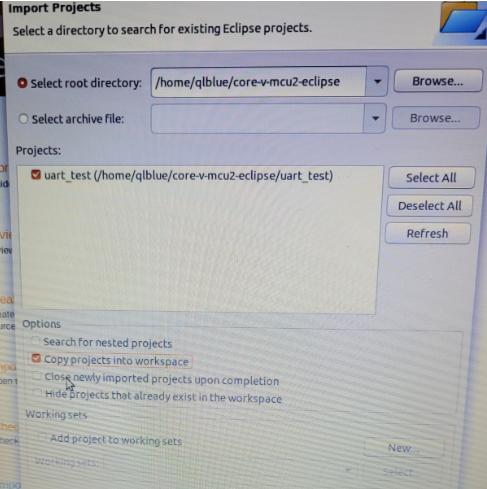 Import Projects
Select a directory to search for existing Eclipse projects.
Select root directory: /home/qlblue/core-v-mcu2-eclipse Browse...
Select archive file: Browse...
Projects:
uart_test (/home/qlblue/core-v-mcu2-eclipse/uart_test)
Select All
Deselect All
Refresh
Options
Search for nested projects
Copy projects into workspace
Close newly imported projects upon completion
Hide projects that already exist in the workspace
Working sets
Add project to working sets New...
Working sets: Select...